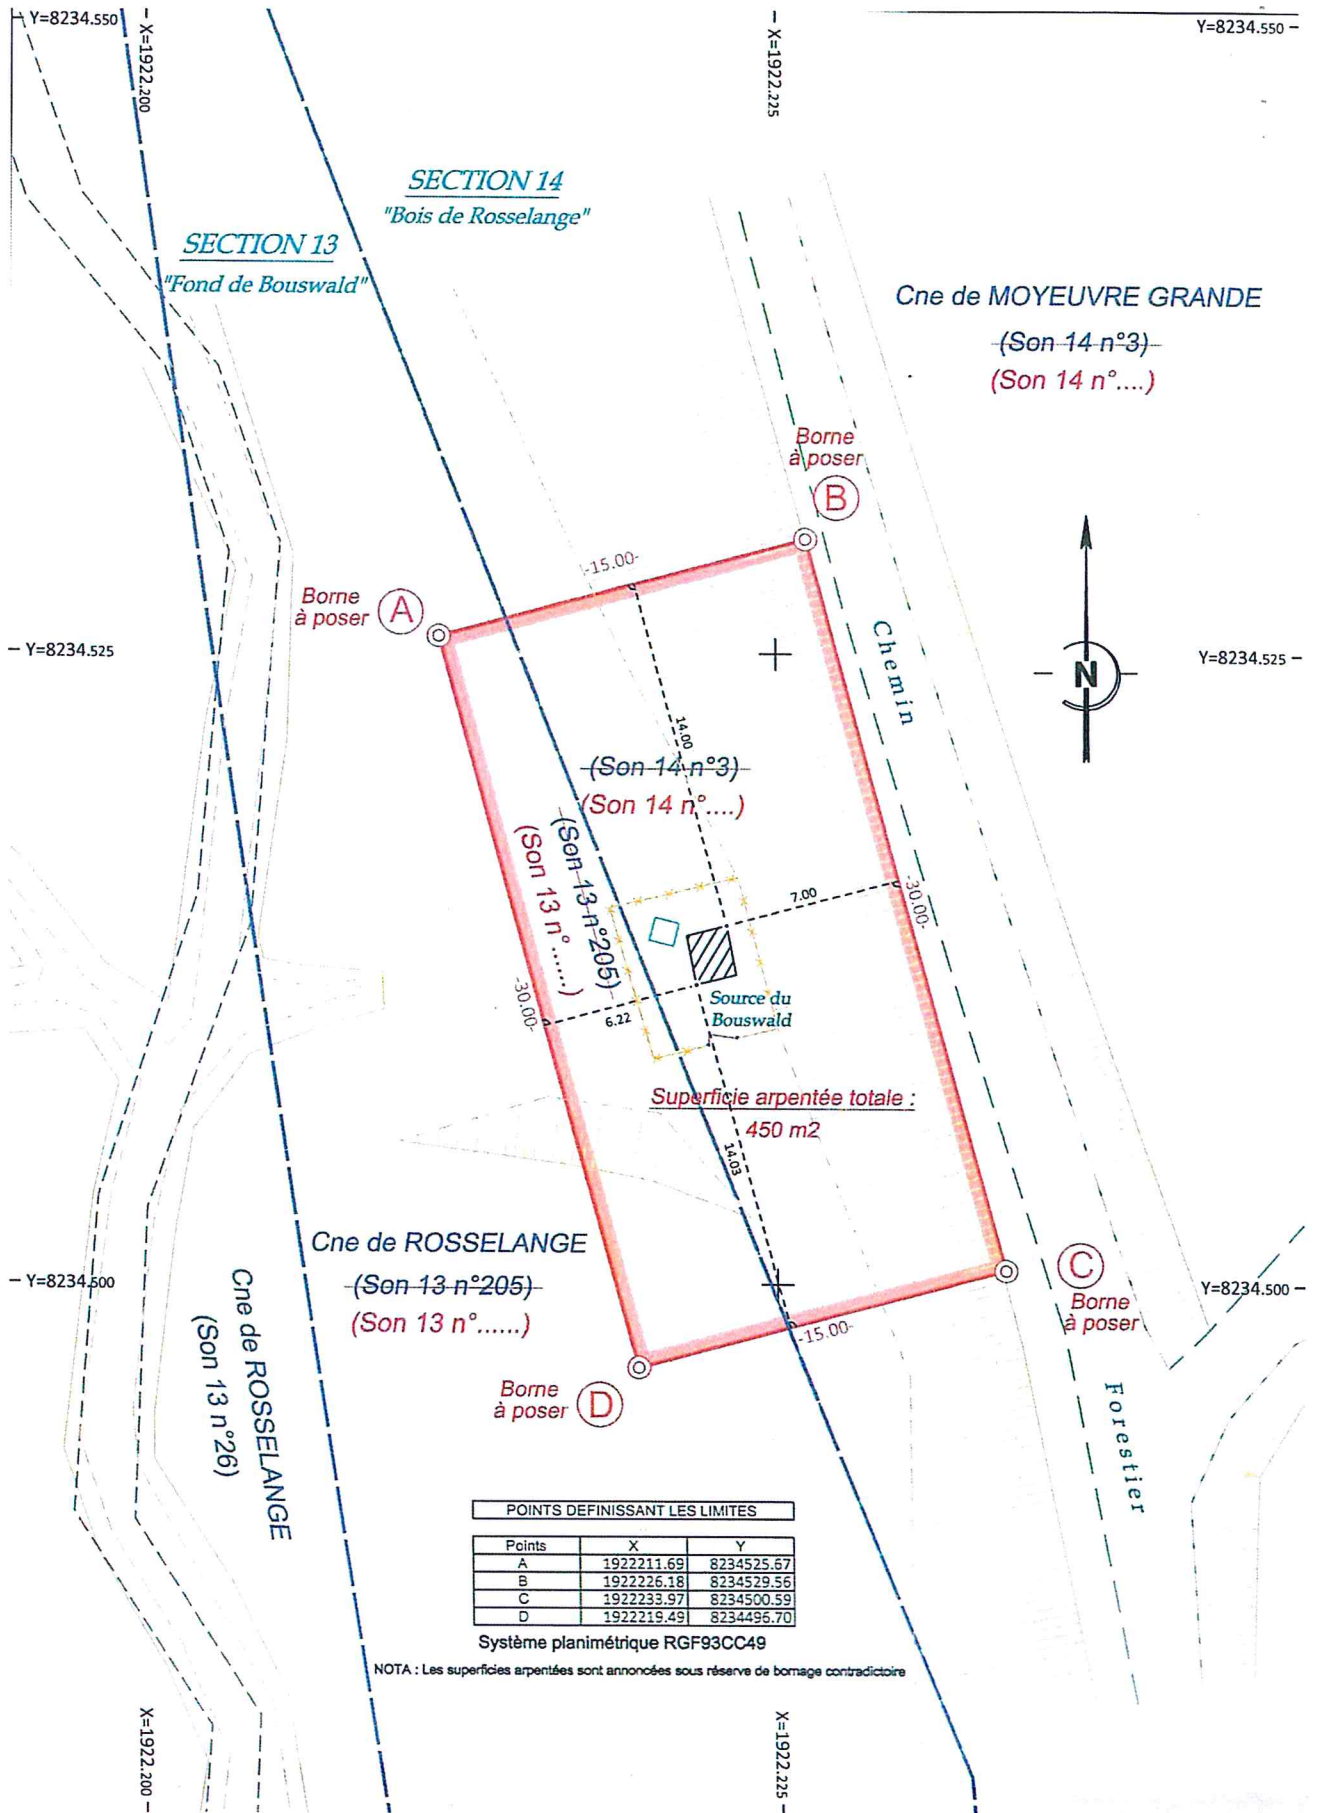 Y=8234.550
X=1922.200
X=1922.225
Y=8234.550
SECTION 14
"Bois de Rosselange"
SECTION 13
"Fond de Bouswald"
Cne de MOYEUVRE GRANDE
(Son 14 n°3)
(Son 14 n°....)
Borne
à poser
B
-15.00-
Borne
à poser
A
Y=8234.525
Y=8234.525
N
Chemin
14.00
(Son 14 n°3)
(Son 14 n°....)
(Son 13 n°205)
(Son 13 n°......)
7.00
-30.00-
-30.00-
6.22
Source du
Bouswald
Superficie arpentée totale :
450 m2
14.03
Cne de ROSSELANGE
(Son 13 n°205)
(Son 13 n°......)
Y=8234.500
Y=8234.500
C
Borne
à poser
-15.00-
Borne
à poser
D
Cne de ROSSELANGE
(Son 13 n°26)
Forestier
POINTS DEFINISSANT LES LIMITES
Points X Y
A 1922211.69 8234525.67
B 1922226.18 8234529.56
C 1922233.97 8234500.59
D 1922219.49 8234496.70
Système planimétrique RGF93CC49
NOTA : Les superficies arpentées sont annoncées sous réserve de bornage contradictoire
X=1922.200
X=1922.225